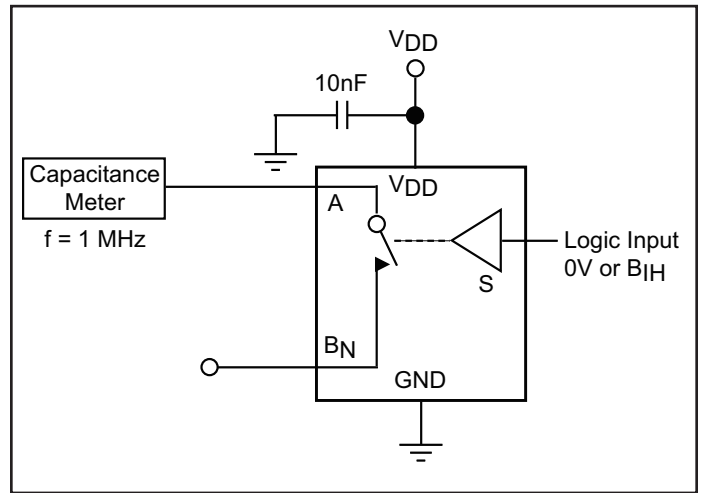 VDD
10nF
Capacitance
Meter
f = 1 MHz
VDD
A
S
Logic Input
0V or BIH
BN
GND